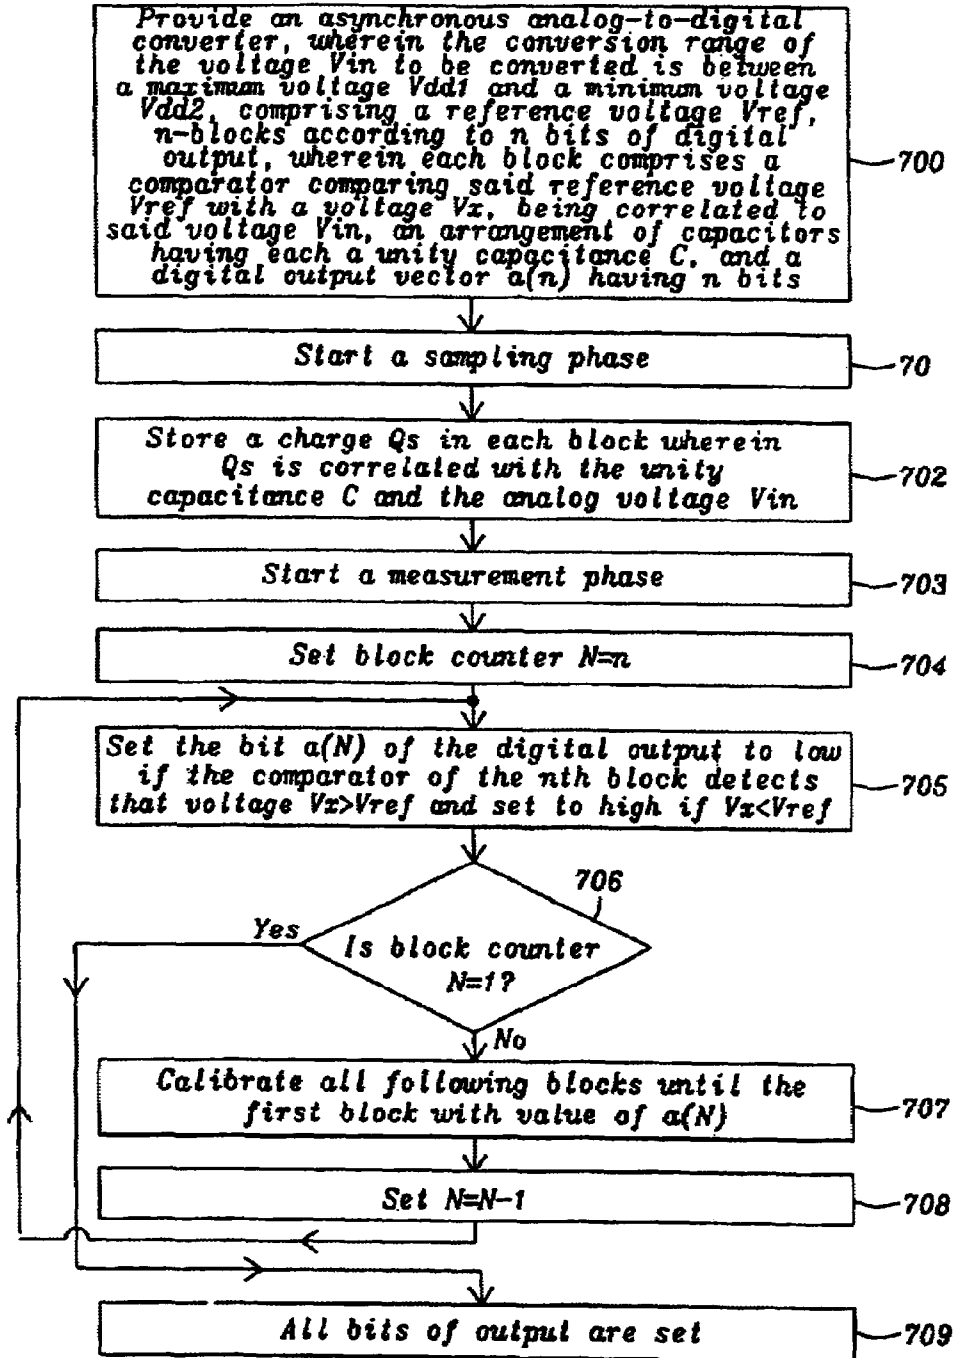 Provide an asynchronous analog-to-digital
converter, wherein the conversion range of
the voltage Vin to be converted is between
a maximum voltage Vdd1 and a minimum voltage
Vdd2, comprising a reference voltage Vref,
n-blocks according to n bits of digital
output, wherein each block comprises a
comparator comparing said reference voltage
Vref with a voltage Vx, being correlated to
said voltage Vin, an arrangement of capacitors
having each a unity capacitance C, and a
digital output vector a(n) having n bits
700
Start a sampling phase
70
Store a charge Qs in each block wherein
Qs is correlated with the unity
capacitance C and the analog voltage Vin
702
Start a measurement phase
703
Set block counter N=n
704
Set the bit a(N) of the digital output to low
if the comparator of the nth block detects
that voltage Vx>Vref and set to high if Vx<Vref
705
706
Yes
Is block counter
N=1?
No
Calibrate all following blocks until the
first block with value of a(N)
707
Set N=N-1
708
All bits of output are set
709